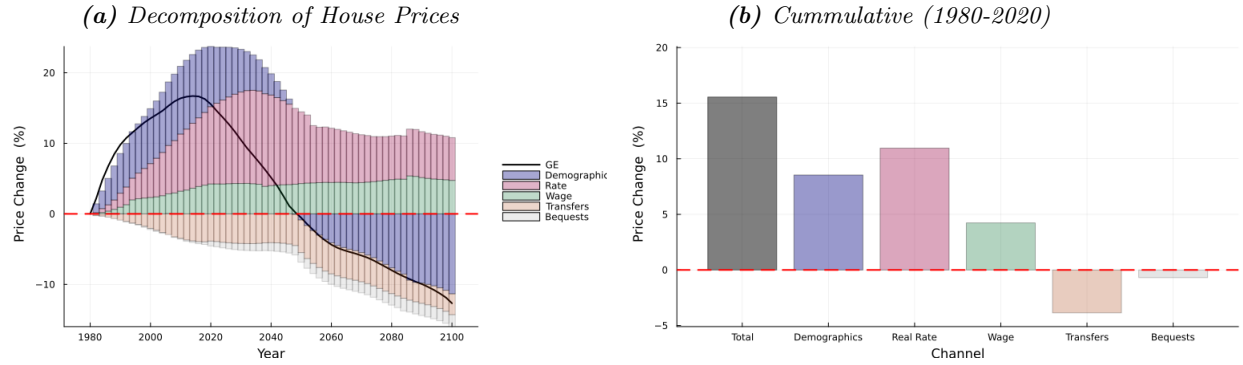 (a) Decomposition of House Prices
Price Change (%)
20
10
0
−10
1980
2000
2020
2040
2060
2080
2100
Year
GE
Demographic
Rate
Wage
Transfers
Bequests
(b) Cummulative (1980-2020)
Price Change (%)
20
15
10
5
0
−5
Total
Demographics
Real Rate
Wage
Transfers
Bequests
Channel